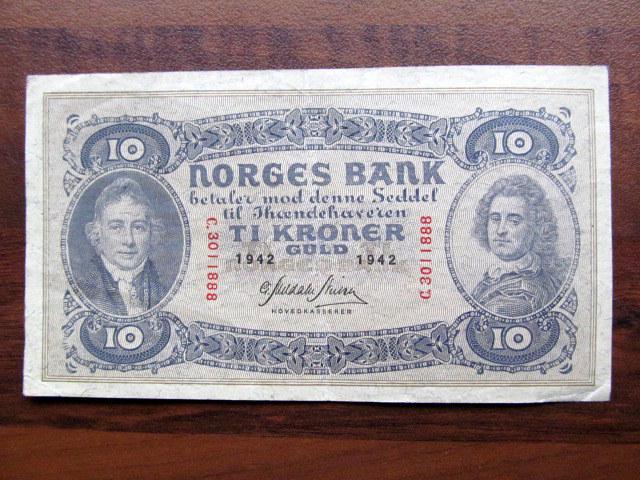 10 10
NORGES BANK
betaler mod denne Seddel
til Ihændehaveren
TI KRONER
GULD
1942 1942
C.3011888
C.3011888
HOVEDKASSERER
10 10